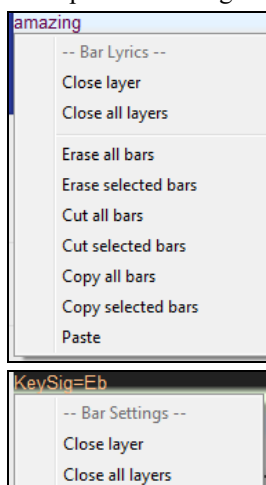 amazing
-- Bar Lyrics --
Close layer
Close all layers
Erase all bars
Erase selected bars
Cut all bars
Cut selected bars
Copy all bars
Copy selected bars
Paste
KeySig=Eb
-- Bar Settings --
Close layer
Close all layers